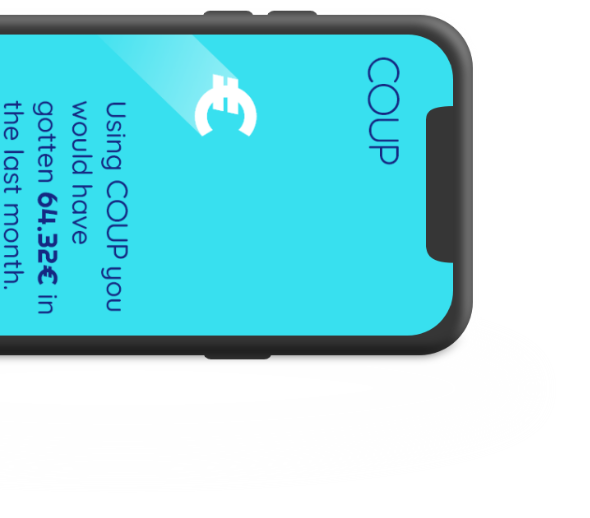 COUP
€
Using COUP you
would have
gotten 64.32€ in
the last month.